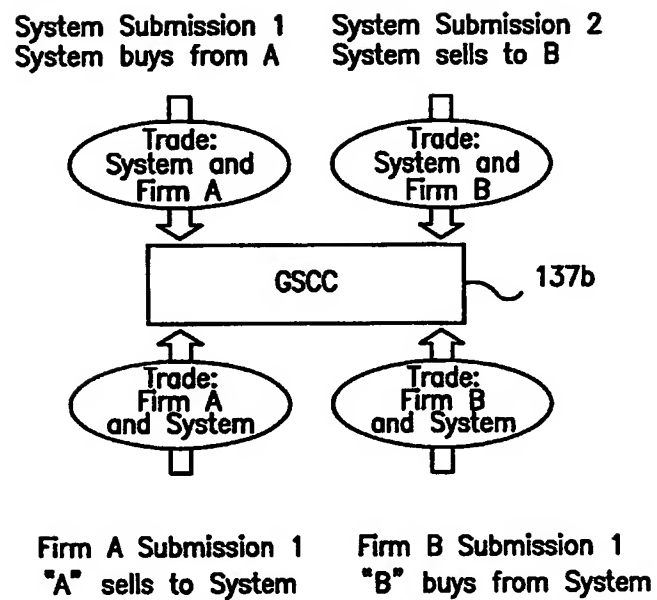 System Submission 1
System buys from A
System Submission 2
System sells to B
Trade:
System and
Firm A
Trade:
System and
Firm B
GSCC
137b
Trade:
Firm A
and System
Trade:
Firm B
and System
Firm A Submission 1
"A" sells to System
Firm B Submission 1
"B" buys from System